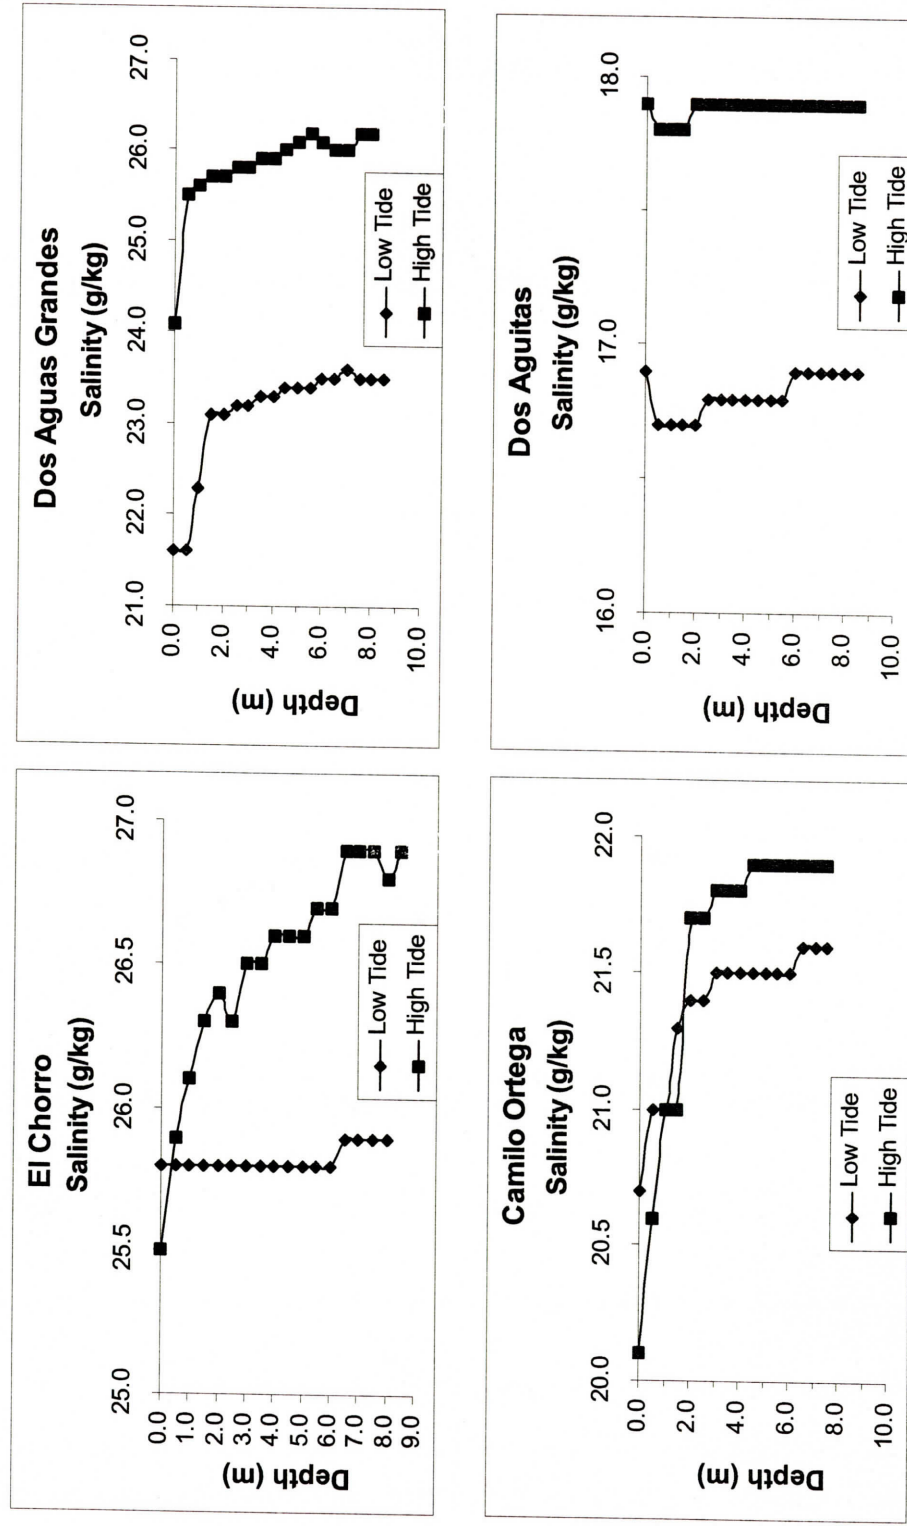 El Chorro
Salinity (g/kg)
25.0 25.5 26.0 26.5 27.0
0.0
1.0
2.0
3.0
4.0
5.0
6.0
7.0
8.0
9.0
Depth (m)
Low Tide
High Tide
Dos Aguas Grandes
Salinity (g/kg)
21.0 22.0 23.0 24.0 25.0 26.0 27.0
0.0
2.0
4.0
6.0
8.0
10.0
Depth (m)
Low Tide
High Tide
Camilo Ortega
Salinity (g/kg)
20.0 20.5 21.0 21.5 22.0
0.0
2.0
4.0
6.0
8.0
10.0
Depth (m)
Low Tide
High Tide
Dos Aguitas
Salinity (g/kg)
16.0 17.0 18.0
0.0
2.0
4.0
6.0
8.0
10.0
Depth (m)
Low Tide
High Tide